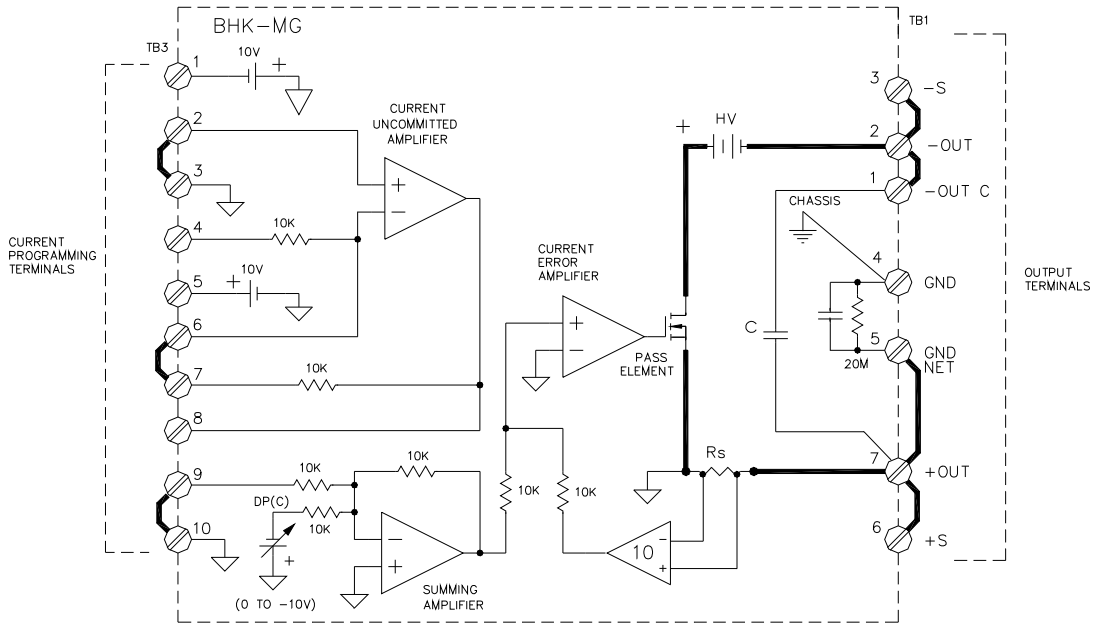 BHK-MG
TB3
TB1
1
10V
+
2
3
4
10K
5
+
10V
6
7
10K
8
9
10K
10K
DP(C)
10K
10
+
(0 TO -10V)
CURRENT
PROGRAMMING
TERMINALS
CURRENT
UNCOMMITTED
AMPLIFIER
+
-
-
+
SUMMING
AMPLIFIER
CURRENT
ERROR
AMPLIFIER
+
-
10K
10K
10
-
+
PASS
ELEMENT
+
HV
Rs
C
CHASSIS
20M
3
-S
2
-OUT
1
-OUT C
4
GND
5
GND
NET
7
+OUT
6
+S
OUTPUT
TERMINALS